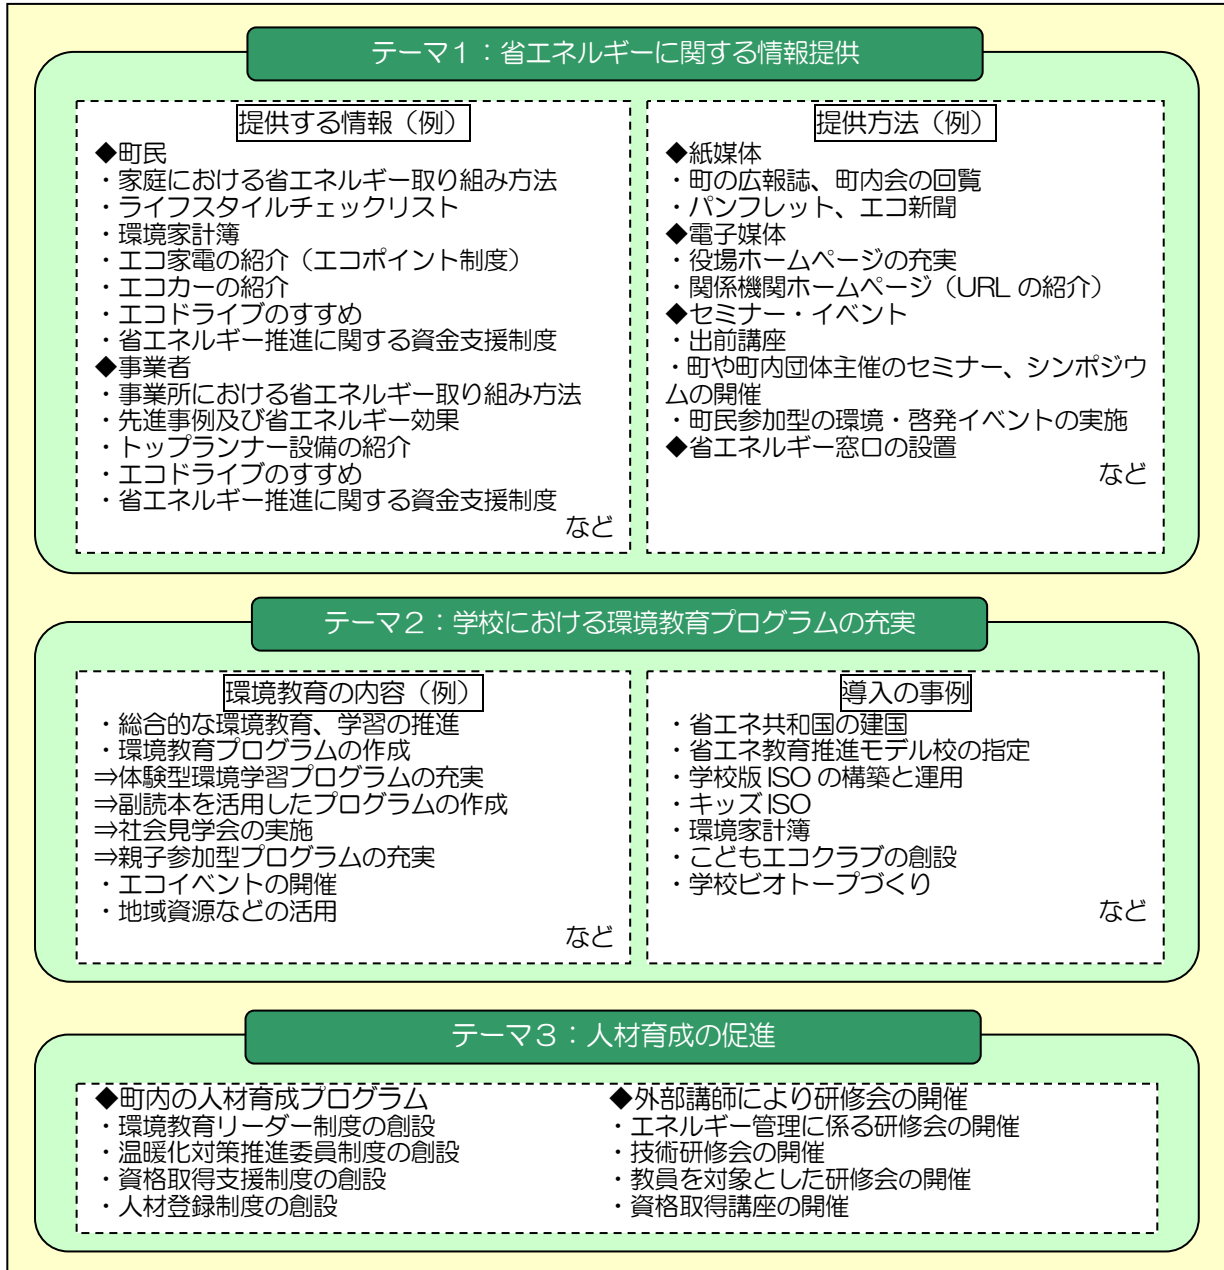 テーマ１：省エネルギーに関する情報提供
提供する情報（例）
◆町民
・家庭における省エネルギー取り組み方法
・ライフスタイルチェックリスト
・環境家計簿
・エコ家電の紹介（エコポイント制度）
・エコカーの紹介
・エコドライブのすすめ
・省エネルギー推進に関する資金支援制度
◆事業者
・事業所における省エネルギー取り組み方法
・先進事例及び省エネルギー効果
・トップランナー設備の紹介
・エコドライブのすすめ
・省エネルギー推進に関する資金支援制度
など
提供方法（例）
◆紙媒体
・町の広報誌、町内会の回覧
・パンフレット、エコ新聞
◆電子媒体
・役場ホームページの充実
・関係機関ホームページ（URL の紹介）
◆セミナー・イベント
・出前講座
・町や町内団体主催のセミナー、シンポジウ
ムの開催
・町民参加型の環境・啓発イベントの実施
◆省エネルギー窓口の設置
など
テーマ２：学校における環境教育プログラムの充実
環境教育の内容（例）
・総合的な環境教育、学習の推進
・環境教育プログラムの作成
⇒体験型環境学習プログラムの充実
⇒副読本を活用したプログラムの作成
⇒社会見学会の実施
⇒親子参加型プログラムの充実
・エコイベントの開催
・地域資源などの活用
など
導入の事例
・省エネ共和国の建国
・省エネ教育推進モデル校の指定
・学校版 ISO の構築と運用
・キッズ ISO
・環境家計簿
・こどもエコクラブの創設
・学校ビオトープづくり
など
テーマ３：人材育成の促進
◆町内の人材育成プログラム
・環境教育リーダー制度の創設
・温暖化対策推進委員制度の創設
・資格取得支援制度の創設
・人材登録制度の創設
◆外部講師により研修会の開催
・エネルギー管理に係る研修会の開催
・技術研修会の開催
・教員を対象とした研修会の開催
・資格取得講座の開催